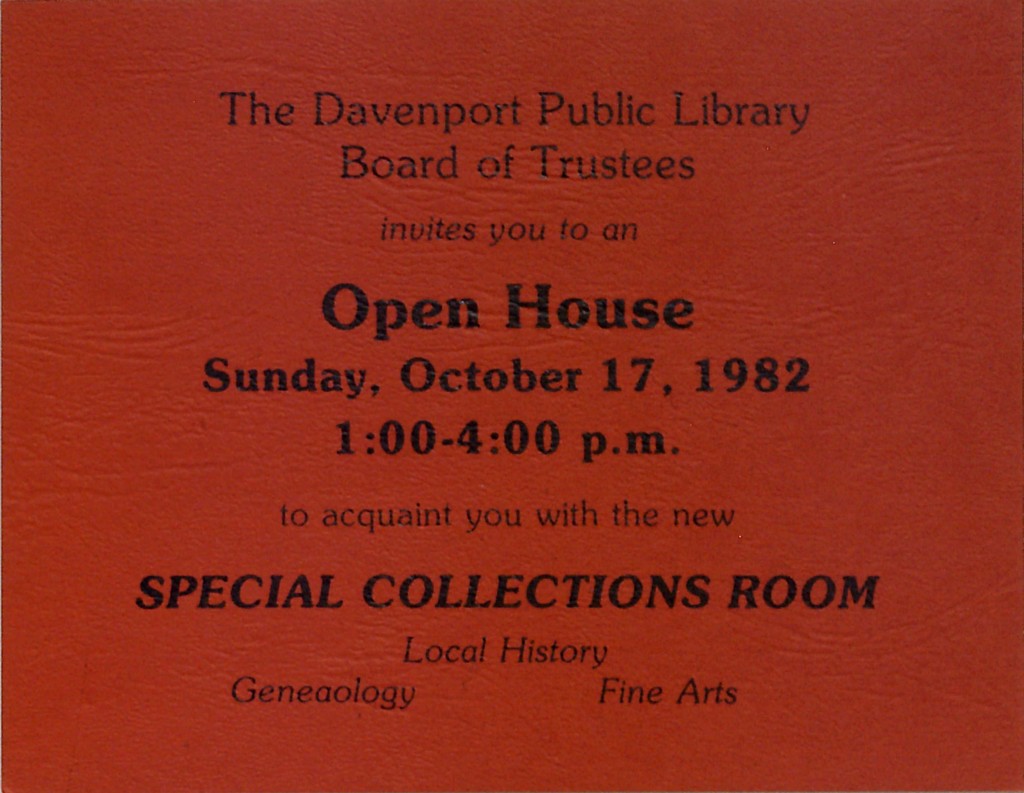 The Davenport Public Library
Board of Trustees
invites you to an
Open House
Sunday, October 17, 1982
1:00-4:00 p.m.
to acquaint you with the new
SPECIAL COLLECTIONS ROOM
Local History
Geneaology Fine Arts